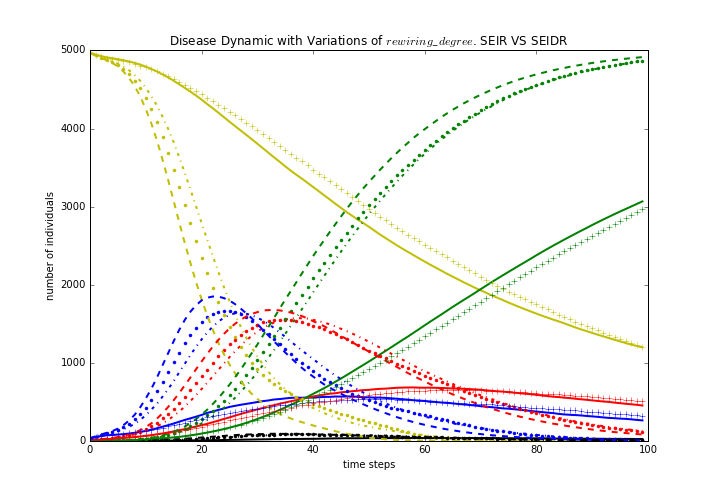 Disease Dynamic with Variations of rewiring_degree. SEIR VS SEIDR
5000
4000
3000
2000
1000
0
number of individuals
0 20 40 60 80 100
time steps